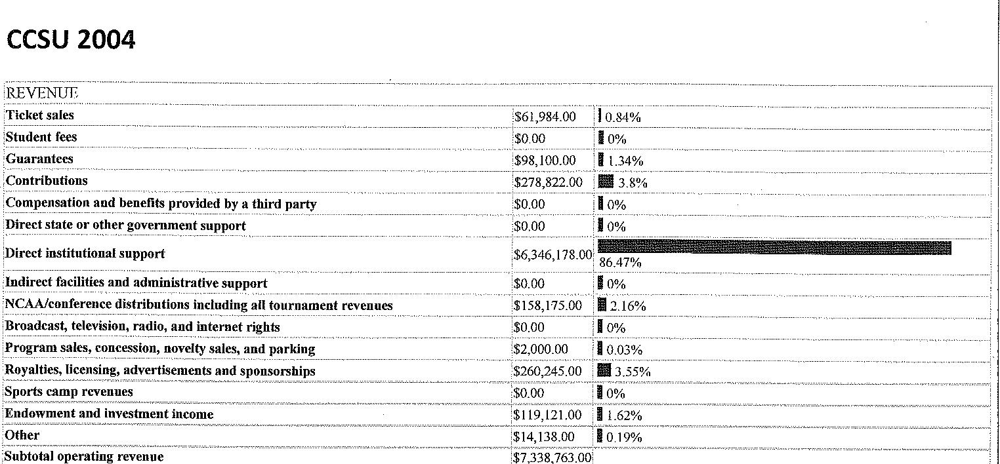 CCSU 2004
REVENUE
Ticket sales $61,984.00 0.84%
Student fees $0.00 0%
Guarantees $98,100.00 1.34%
Contributions $278,822.00 3.8%
Compensation and benefits provided by a third party $0.00 0%
Direct state or other government support $0.00 0%
Direct institutional support $6,346,178.00 86.47%
Indirect facilities and administrative support $0.00 0%
NCAA/conference distributions including all tournament revenues $158,175.00 2.16%
Broadcast, television, radio, and internet rights $0.00 0%
Program sales, concession, novelty sales, and parking $2,000.00 0.03%
Royalties, licensing, advertisements and sponsorships $260,245.00 3.55%
Sports camp revenues $0.00 0%
Endowment and investment income $119,121.00 1.62%
Other $14,138.00 0.19%
Subtotal operating revenue $7,338,763.00